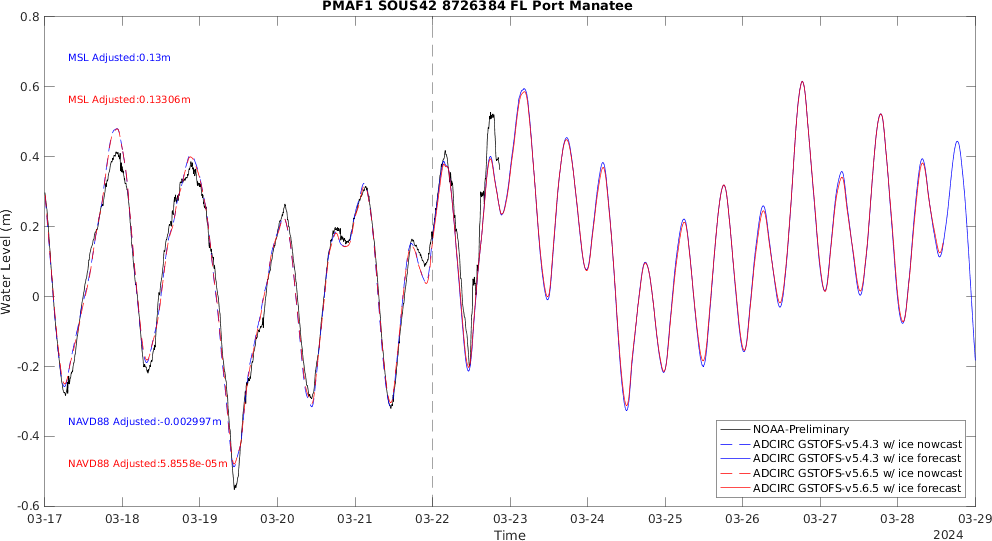 PMAF1 SOUS42 8726384 FL Port Manatee
0.8
0.6
0.4
0.2
0
-0.2
-0.4
-0.6
Water Level (m)
MSL Adjusted:0.13m
MSL Adjusted:0.13306m
NAVD88 Adjusted:-0.002997m
NAVD88 Adjusted:5.8558e-05m
NOAA-Preliminary
ADCIRC GSTOFS-v5.4.3 w/ ice nowcast
ADCIRC GSTOFS-v5.4.3 w/ ice forecast
ADCIRC GSTOFS-v5.6.5 w/ ice nowcast
ADCIRC GSTOFS-v5.6.5 w/ ice forecast
03-17 03-18 03-19 03-20 03-21 03-22 03-23 03-24 03-25 03-26 03-27 03-28 03-29
Time
2024